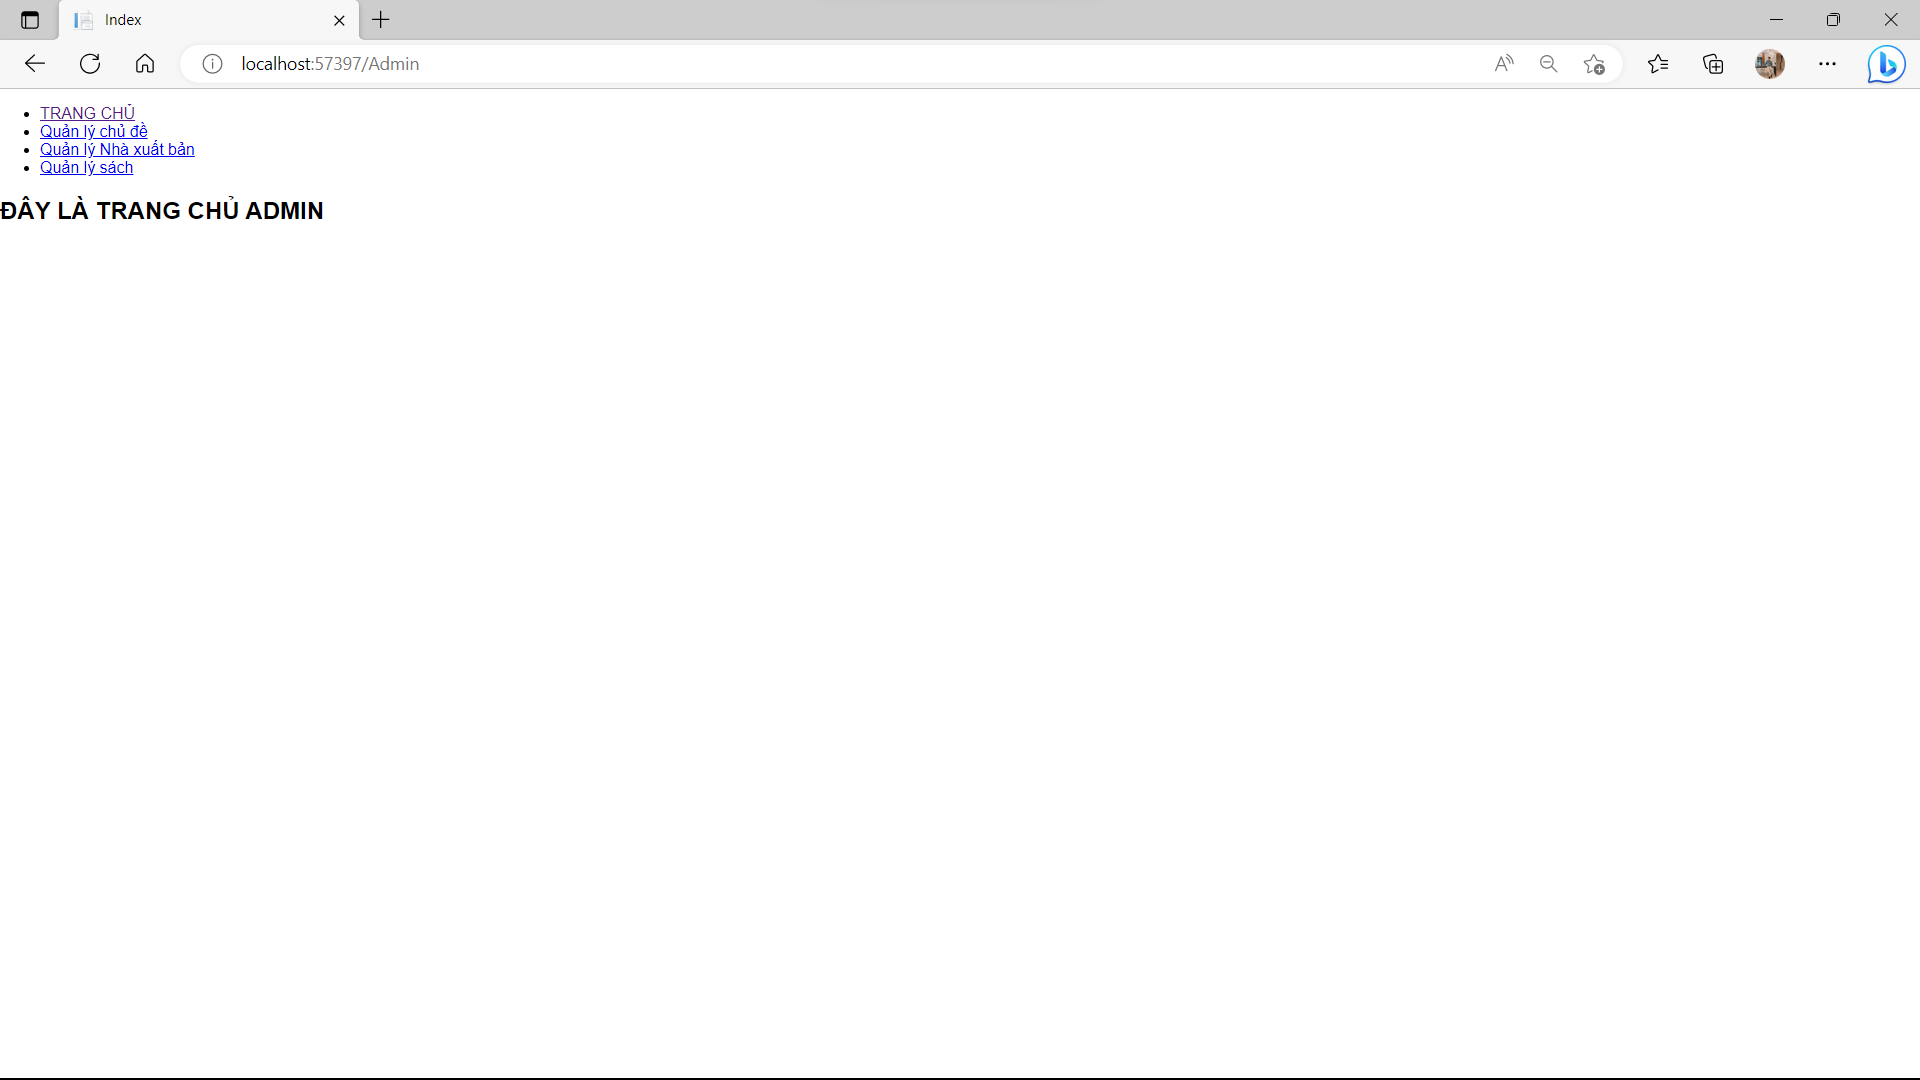 Index
localhost:57397/Admin
TRANG CHỦ
Quản lý chủ đề
Quản lý Nhà xuất bản
Quản lý sách
ĐÂY LÀ TRANG CHỦ ADMIN